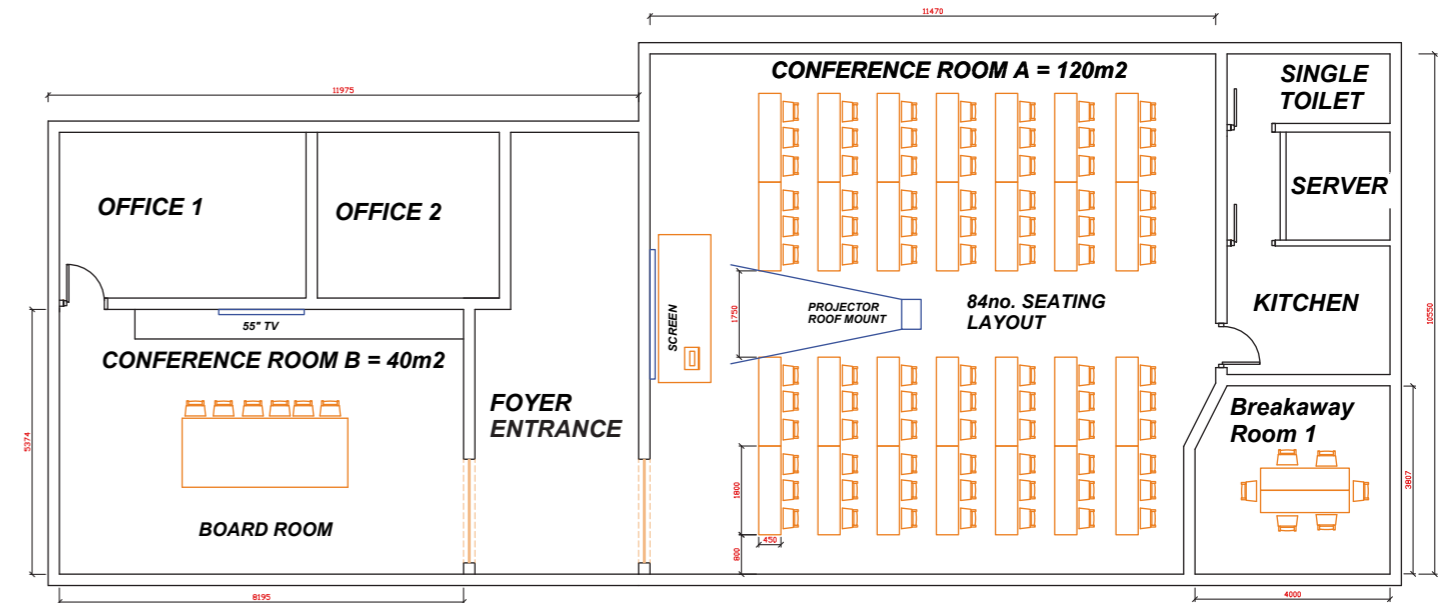 11470
CONFERENCE ROOM A = 120m2
SINGLE
TOILET
11975
OFFICE 1
OFFICE 2
SERVER
1750
PROJECTOR
ROOF MOUNT
84no. SEATING
LAYOUT
KITCHEN
10550
SCREEN
55" TV
CONFERENCE ROOM B = 40m2
FOYER
ENTRANCE
Breakaway
Room 1
5374
3807
1800
BOARD ROOM
450
800
8195
4000